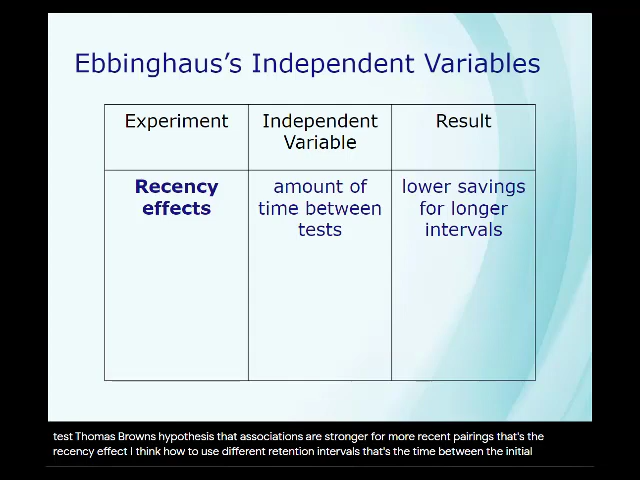 Ebbinghaus's Independent Variables
Experiment
Independent
Variable
Result
Recency
effects
amount of
time between
tests
lower savings
for longer
intervals
test Thomas Browns hypothesis that associations are stronger for more recent pairings that's the
recency effect I think how to use different retention intervals that's the time between the initial